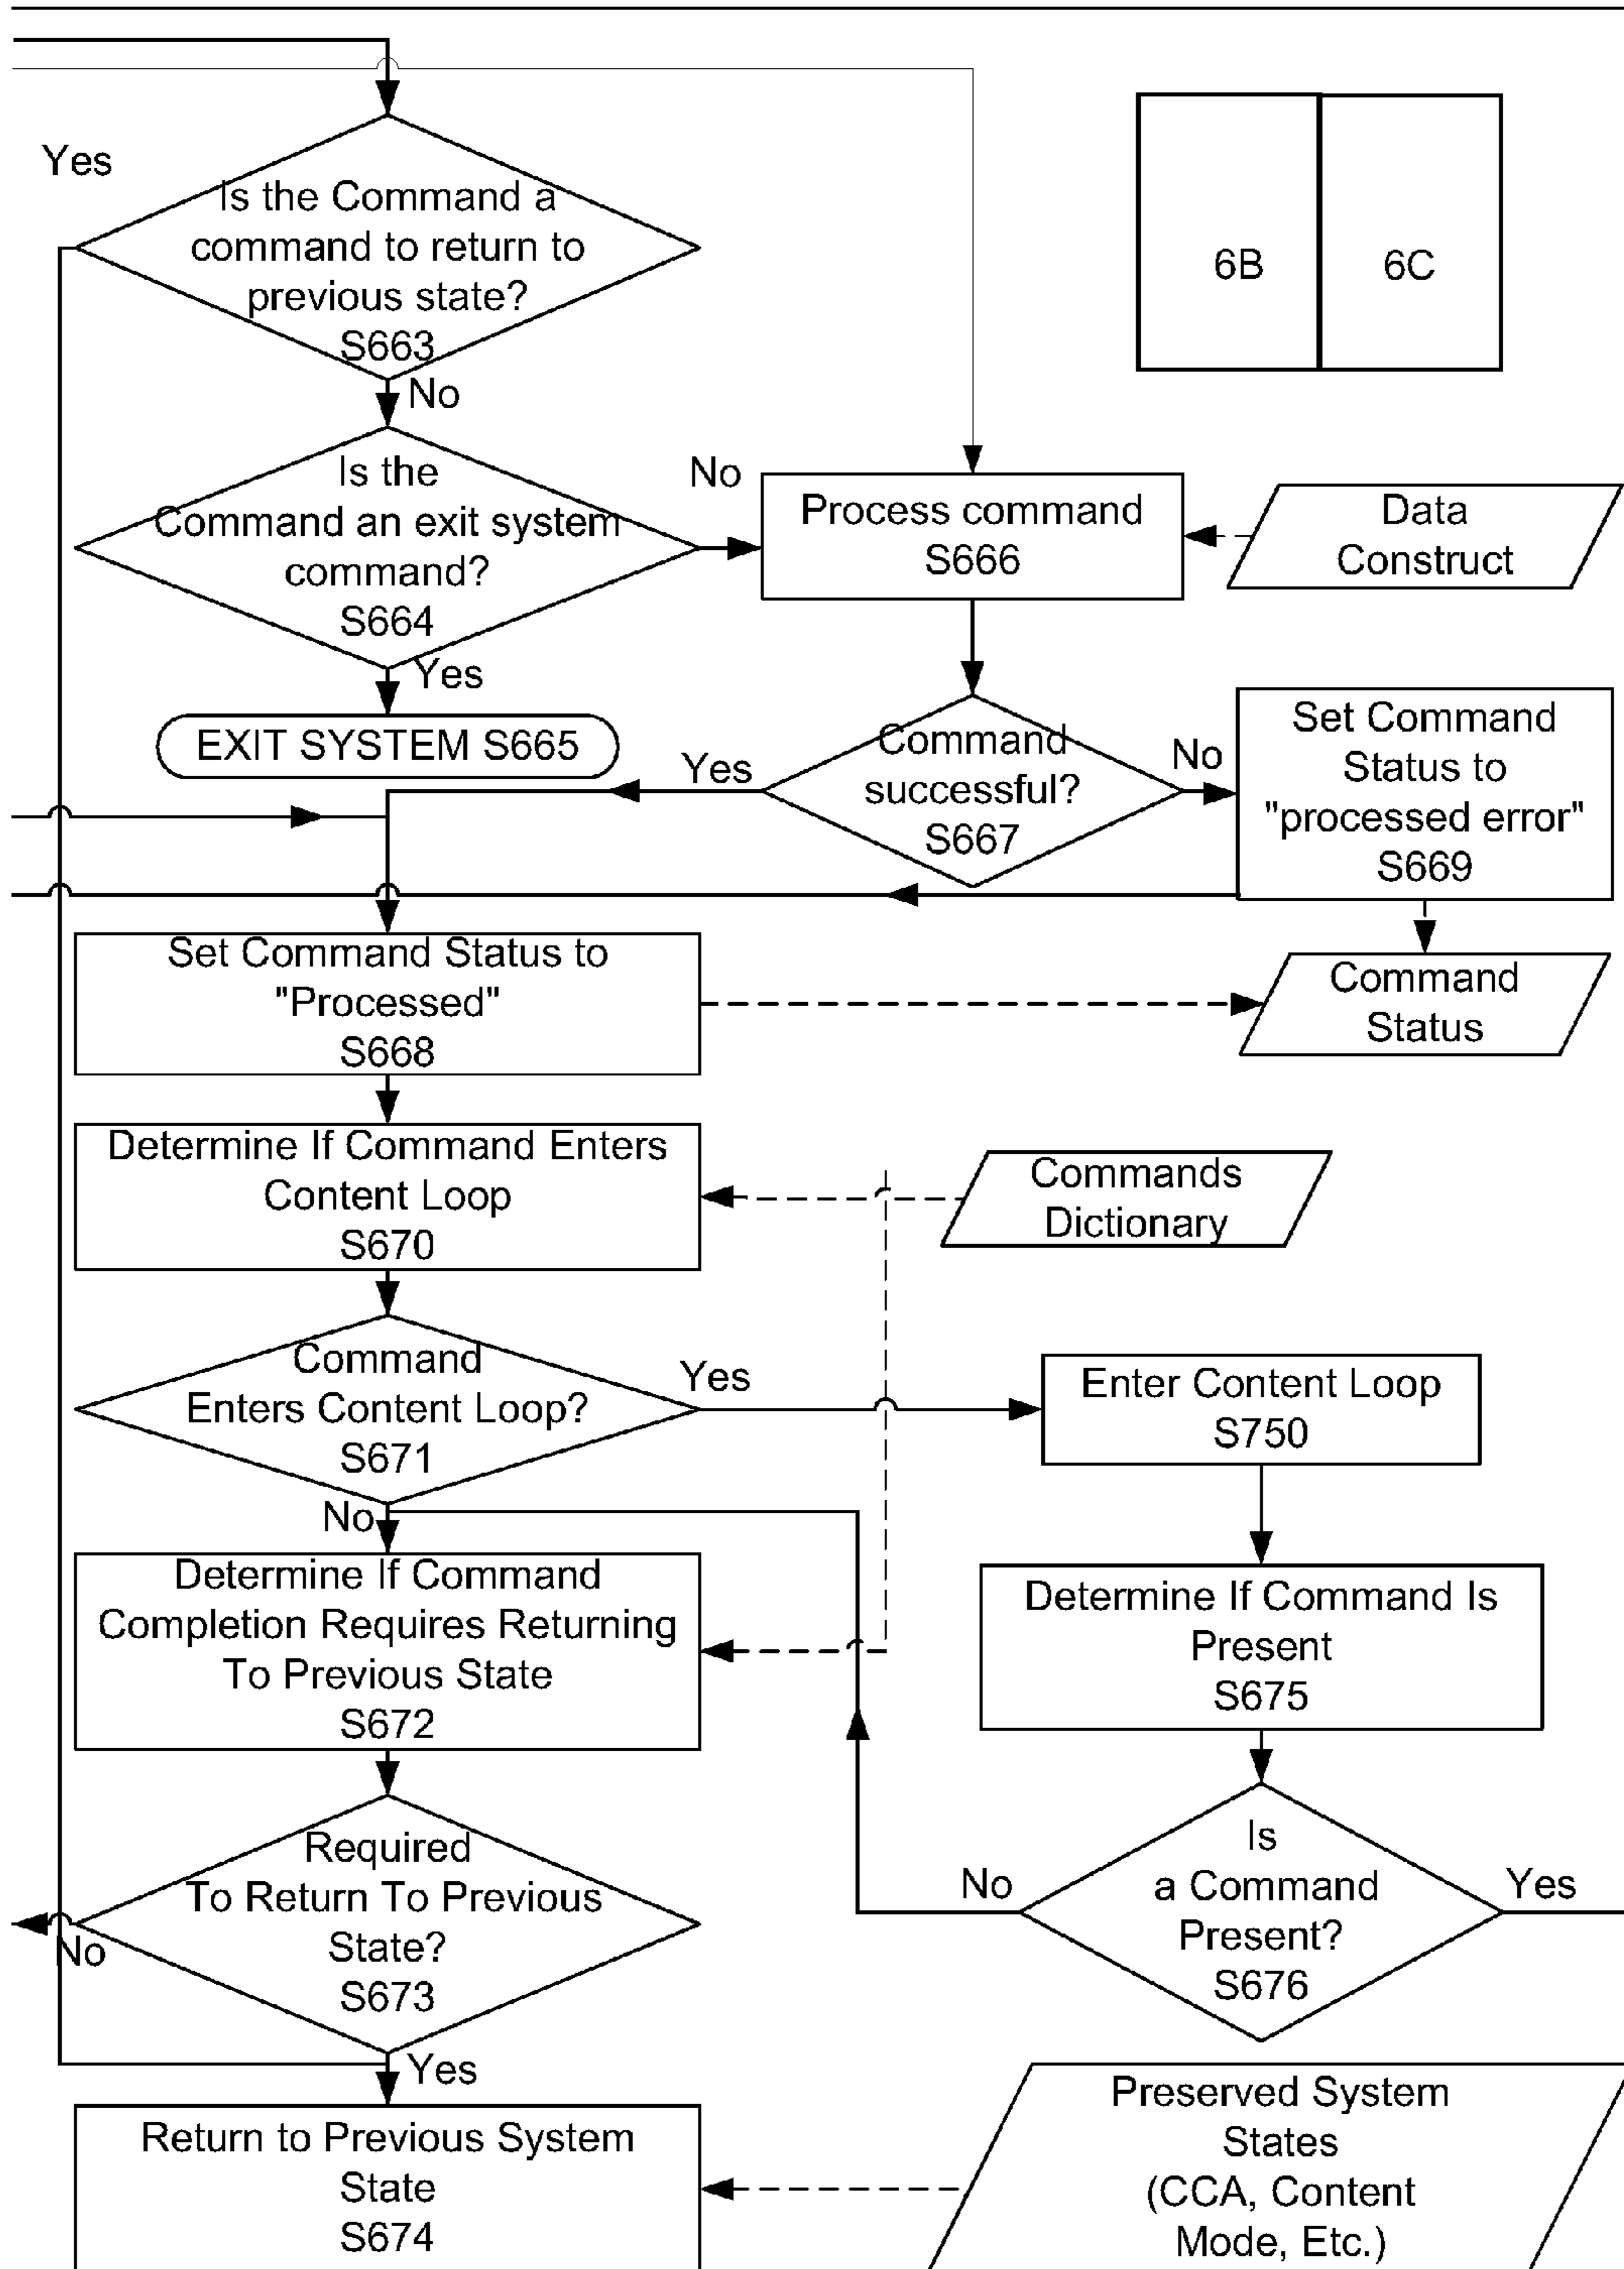 Yes
Is the Command a
command to return to
previous state?
S663
No
6B
6C
Is the
Command an exit system
command?
S664
No
Process command
S666
Data
Construct
Yes
EXIT SYSTEM S665
Yes
Command
successful?
S667
No
Set Command
Status to
"processed error"
S669
Set Command Status to
"Processed"
S668
Command
Status
Determine If Command Enters
Content Loop
S670
Commands
Dictionary
Command
Enters Content Loop?
S671
Yes
Enter Content Loop
S750
No
Determine If Command
Completion Requires Returning
To Previous State
S672
Determine If Command Is
Present
S675
Required
To Return To Previous
State?
S673
No
No
Is
a Command
Present?
S676
Yes
Yes
Return to Previous System
State
S674
Preserved System
States
(CCA, Content
Mode, Etc.)